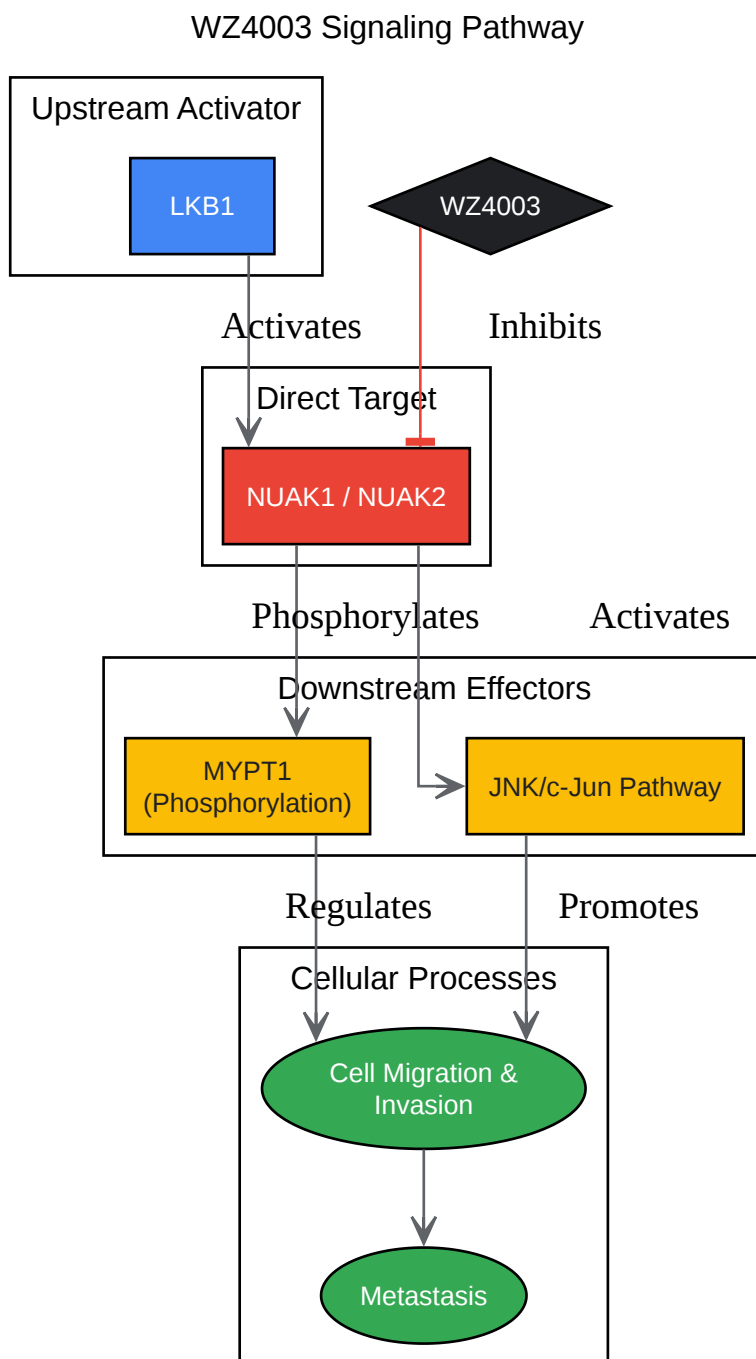 WZ4003 Signaling Pathway
Upstream Activator
LKB1
WZ4003
Activates
Inhibits
Direct Target
NUAK1 / NUAK2
Phosphorylates
Activates
Downstream Effectors
MYPT1
(Phosphorylation)
JNK/c-Jun Pathway
Regulates
Promotes
Cellular Processes
Cell Migration &
Invasion
Metastasis